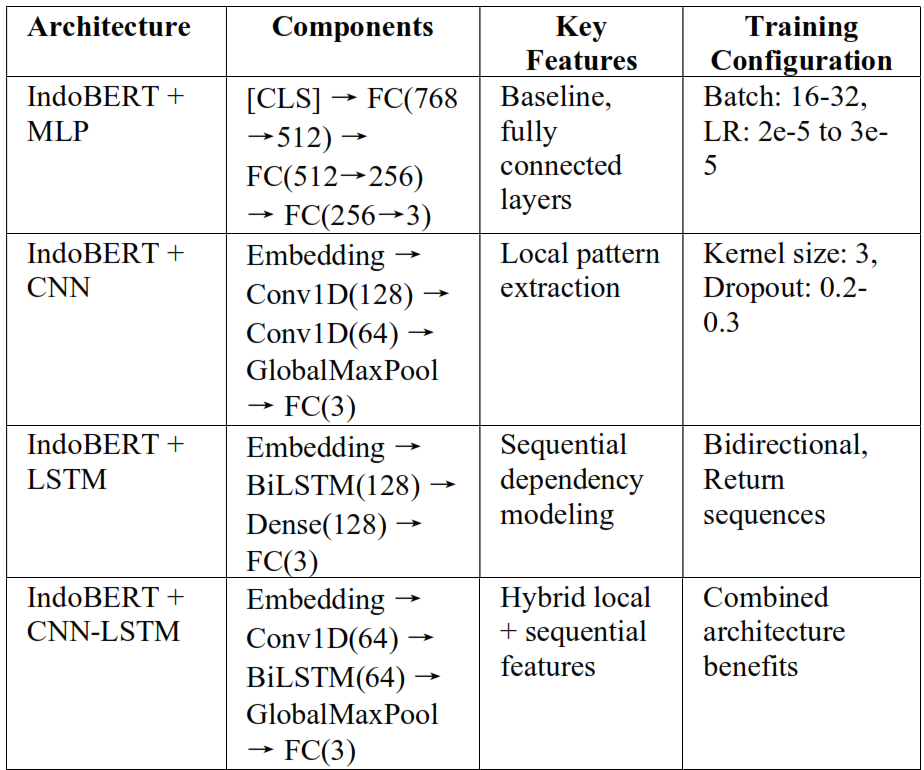 Architecture
Components
Key
Features
Training
Configuration
IndoBERT +
MLP
[CLS] → FC(768
→512) →
FC(512→256)
→ FC(256→3)
Baseline,
fully
connected
layers
Batch: 16-32,
LR: 2e-5 to 3e-
5
IndoBERT +
CNN
Embedding →
Conv1D(128) →
Conv1D(64) →
GlobalMaxPool
→ FC(3)
Local pattern
extraction
Kernel size: 3,
Dropout: 0.2-
0.3
IndoBERT +
LSTM
Embedding →
BiLSTM(128) →
Dense(128) →
FC(3)
Sequential
dependency
modeling
Bidirectional,
Return
sequences
IndoBERT +
CNN-LSTM
Embedding →
Conv1D(64) →
BiLSTM(64) →
GlobalMaxPool
→ FC(3)
Hybrid local
+ sequential
features
Combined
architecture
benefits